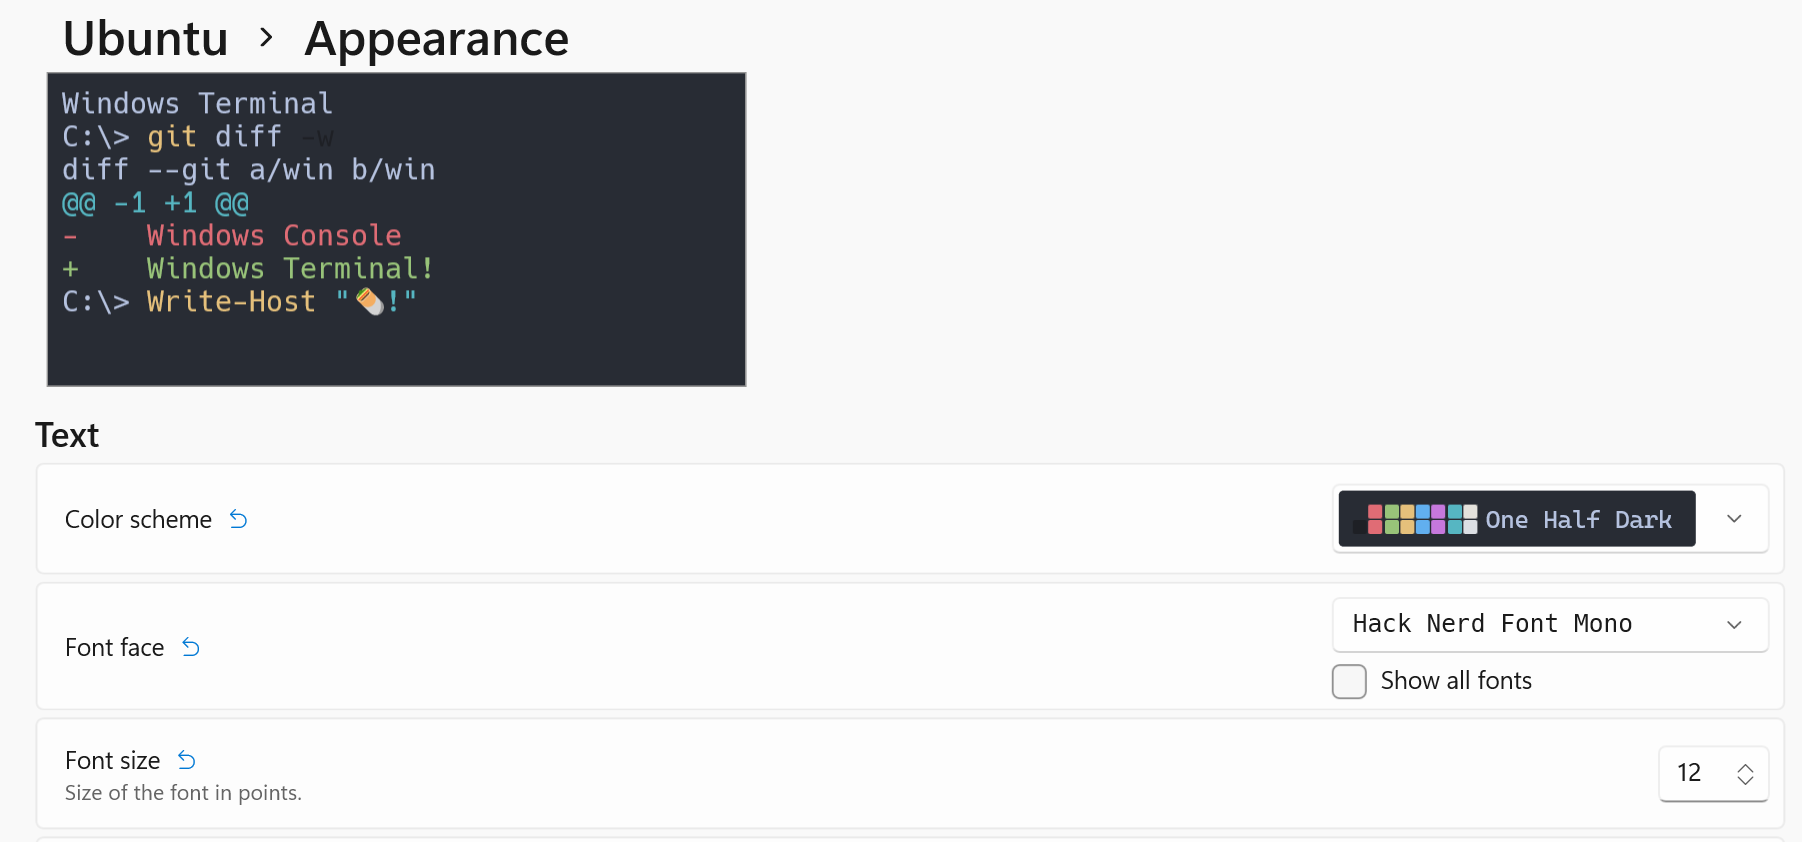 Ubuntu > Appearance
Windows Terminal
C:\> git diff -w
diff --git a/win b/win
@@ -1 +1 @@
-    Windows Console
+    Windows Terminal!
C:\> Write-Host "🌯!"
Text
Color scheme
One Half Dark
Font face
Hack Nerd Font Mono
Show all fonts
Font size
Size of the font in points.
12